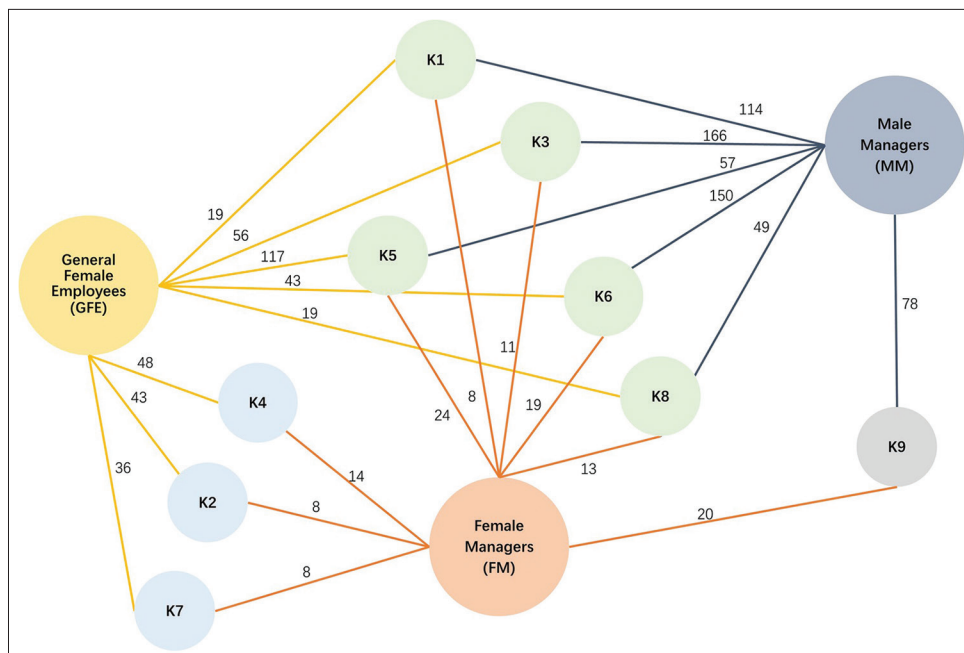 K1
114
Male
Managers
(MM)
K3
166
57
19
150
56
49
General
Female
Employees
(GFE)
117
K5
43
K6
78
19
11
48
K4
8
K8
43
24
19
K9
36
14
13
K2
8
20
Female
Managers
(FM)
8
K7